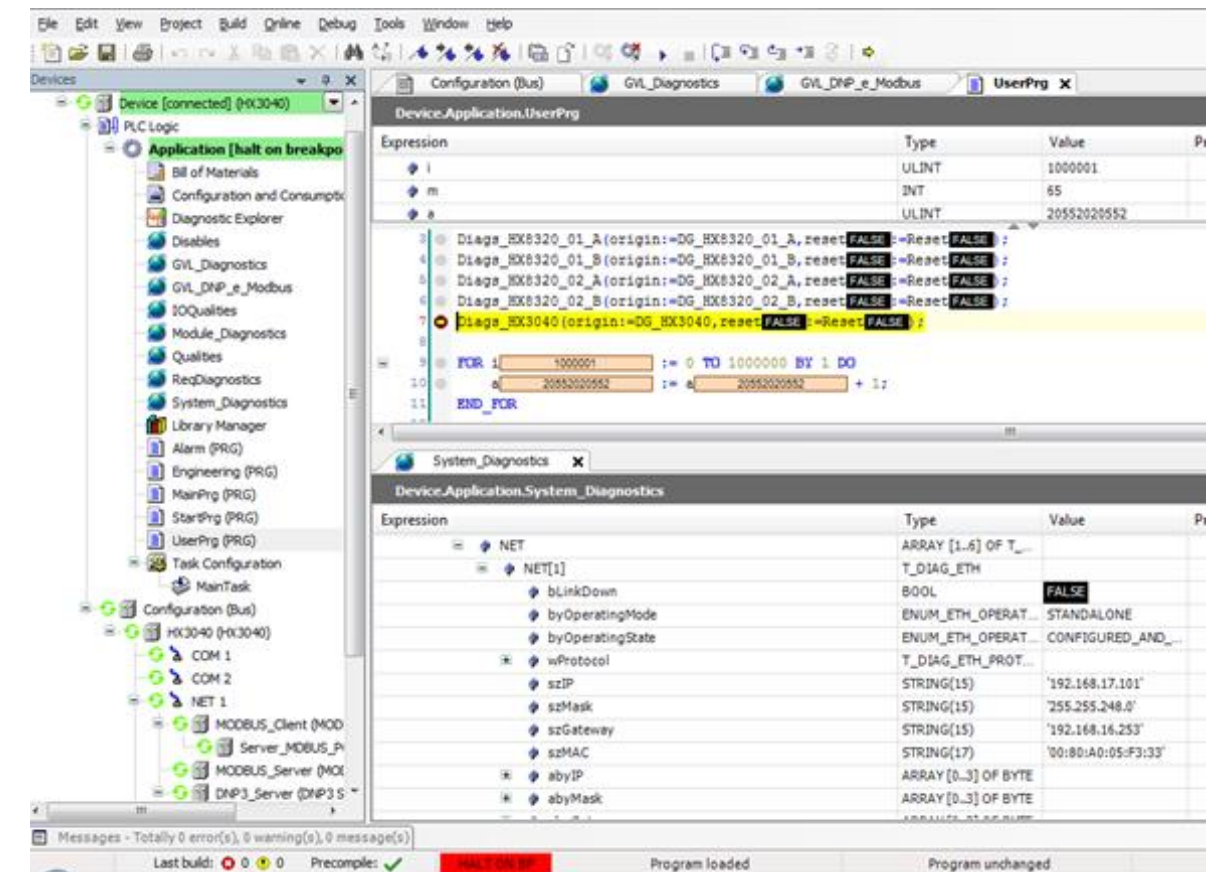 File Edit View Project Build Online Debug Tools Window Help
Devices
Device [connected] (HX3040)
PLC Logic
Application [halt on breakpo
Bill of Materials
Configuration and Consumptic
Diagnostic Explorer
Disables
GVL_Diagnostics
GVL_DNP_e_Modbus
IOQualities
Module_Diagnostics
Qualities
ReqDiagnostics
System_Diagnostics
Library Manager
Alarm (PRG)
Engineering (PRG)
MainPrg (PRG)
StartPrg (PRG)
UserPrg (PRG)
Task Configuration
MainTask
Configuration (Bus)
HX3040 (HX3040)
COM 1
COM 2
NET 1
MODBUS_Client (MOD
Server_MDBUS_P
MODBUS_Server (MO
DNP3_Server (DNP3 S
Configuration (Bus) GVL_Diagnostics GVL_DNP_e_Modbus UserPrg X
Device.Application.UserPrg
Expression Type Value P
i ULINT 1000001
m INT 65
a ULINT 20552020552
3 Diags_HX8320_01_A(origin:=DG_HX8320_01_A,reset FALSE :=Reset FALSE );
4 Diags_HX8320_01_B(origin:=DG_HX8320_01_B,reset FALSE :=Reset FALSE );
5 Diags_HX8320_02_A(origin:=DG_HX8320_02_A,reset FALSE :=Reset FALSE );
6 Diags_HX8320_02_B(origin:=DG_HX8320_02_B,reset FALSE :=Reset FALSE );
7 Diags_HX3040(origin:=DG_HX3040,reset FALSE :=Reset FALSE );
8
9 FOR i 1000001 := 0 TO 1000000 BY 1 DO
10 a 20552020552 := a 20552020552 + 1;
11 END_FOR
System_Diagnostics X
Device.Application.System_Diagnostics
Expression Type Value P
NET ARRAY [1..6] OF T_...
NET[1] T_DIAG_ETH
bLinkDown BOOL FALSE
byOperatingMode ENUM_ETH_OPERAT... STANDALONE
byOperatingState ENUM_ETH_OPERAT... CONFIGURED_AND_...
wProtocol T_DIAG_ETH_PROT...
szIP STRING(15) '192.168.17.101'
szMask STRING(15) '255.255.248.0'
szGateway STRING(15) '192.168.16.253'
szMAC STRING(17) '00:80:A0:05:F3:33'
abyIP ARRAY [0..3] OF BYTE
abyMask ARRAY [0..3] OF BYTE
Messages - Totally 0 error(s), 0 warning(s), 0 message(s)
Last build: 0 0 Precompile: HALT ON BP Program loaded Program unchanged